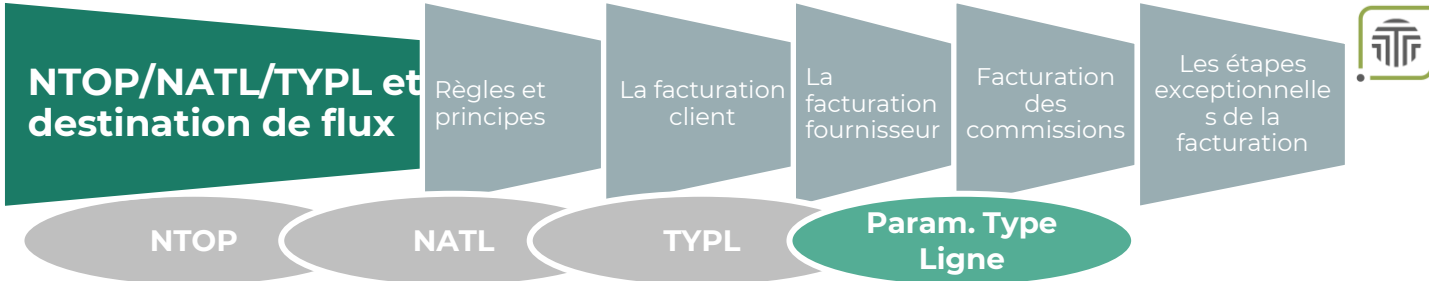 NTOP/NATL/TYPL et
destination de flux
Règles et
principes
La facturation
client
La
facturation
fournisseur
Facturation
des
commissions
Les étapes
exceptionnelle
s de la
facturation
NTOP
NATL
TYPL
Param. Type
Ligne